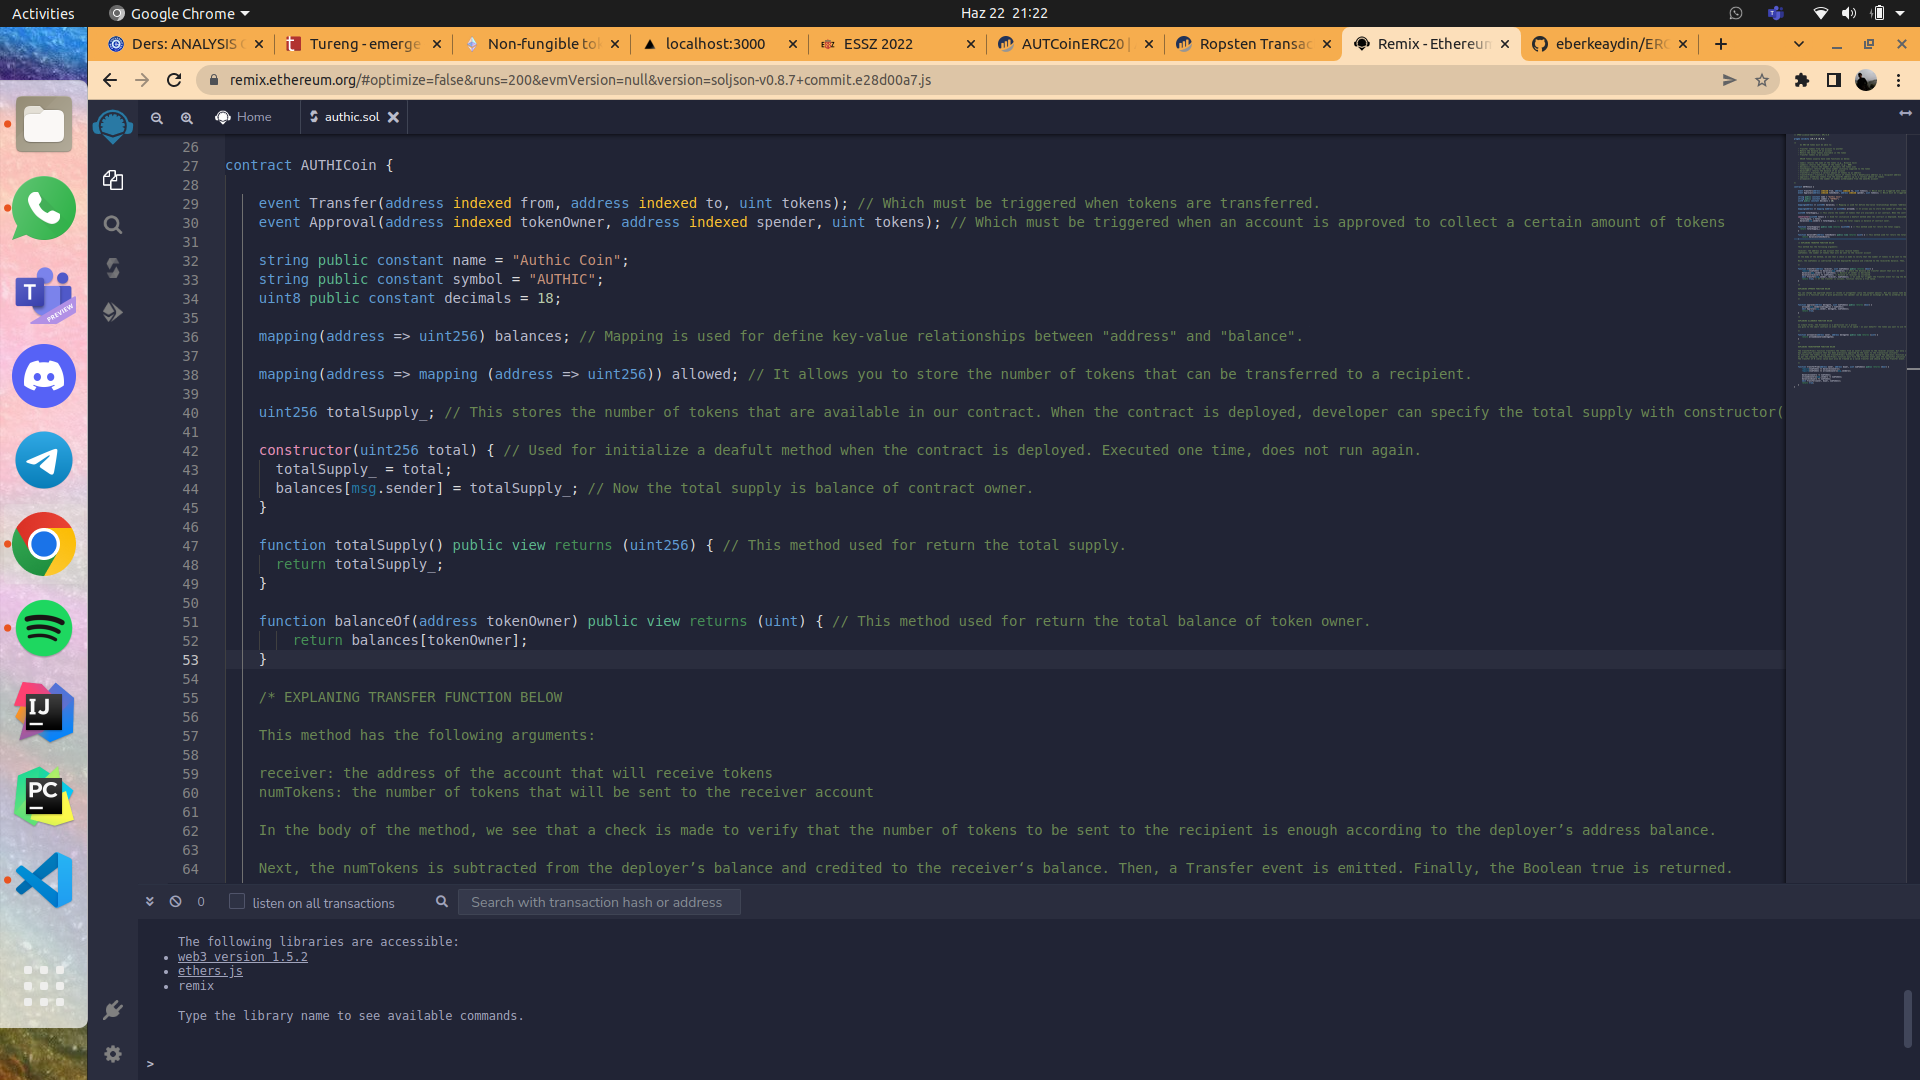 Activities
Google Chrome
Haz 22 21:22
Ders: ANALYSIS
Tureng - emerge
Non-fungible to
localhost:3000
ESSZ 2022
AUTCoinERC20 |
Ropsten Transac
Remix - Ethereum
eberkeaydin/ERC
remix.ethereum.org/#optimize=false&runs=200&evmVersion=null&version=soljson-v0.8.7+commit.e28d00a7.js
Home
authic.sol
26
27 contract AUTHICoin {
28
29 event Transfer(address indexed from, address indexed to, uint tokens); // Which must be triggered when tokens are transferred.
30 event Approval(address indexed tokenOwner, address indexed spender, uint tokens); // Which must be triggered when an account is approved to collect a certain amount of tokens
31
32 string public constant name = "Authic Coin";
33 string public constant symbol = "AUTHIC";
34 uint8 public constant decimals = 18;
35
36 mapping(address => uint256) balances; // Mapping is used for define key-value relationships between "address" and "balance".
37
38 mapping(address => mapping (address => uint256)) allowed; // It allows you to store the number of tokens that can be transferred to a recipient.
39
40 uint256 totalSupply_; // This stores the number of tokens that are available in our contract. When the contract is deployed, developer can specify the total supply with constructor(
41
42 constructor(uint256 total) { // Used for initialize a deafult method when the contract is deployed. Executed one time, does not run again.
43 totalSupply_ = total;
44 balances[msg.sender] = totalSupply_; // Now the total supply is balance of contract owner.
45 }
46
47 function totalSupply() public view returns (uint256) { // This method used for return the total supply.
48 return totalSupply_;
49 }
50
51 function balanceOf(address tokenOwner) public view returns (uint) { // This method used for return the total balance of token owner.
52 return balances[tokenOwner];
53 }
54
55 /* EXPLANING TRANSFER FUNCTION BELOW
56
57 This method has the following arguments:
58
59 receiver: the address of the account that will receive tokens
60 numTokens: the number of tokens that will be sent to the receiver account
61
62 In the body of the method, we see that a check is made to verify that the number of tokens to be sent to the recipient is enough according to the deployer’s address balance.
63
64 Next, the numTokens is subtracted from the deployer’s balance and credited to the receiver‘s balance. Then, a Transfer event is emitted. Finally, the Boolean true is returned.
0
listen on all transactions
Search with transaction hash or address
The following libraries are accessible:
• web3 version 1.5.2
• ethers.js
• remix
Type the library name to see available commands.
>
T
PREVIEW
IJ
PC